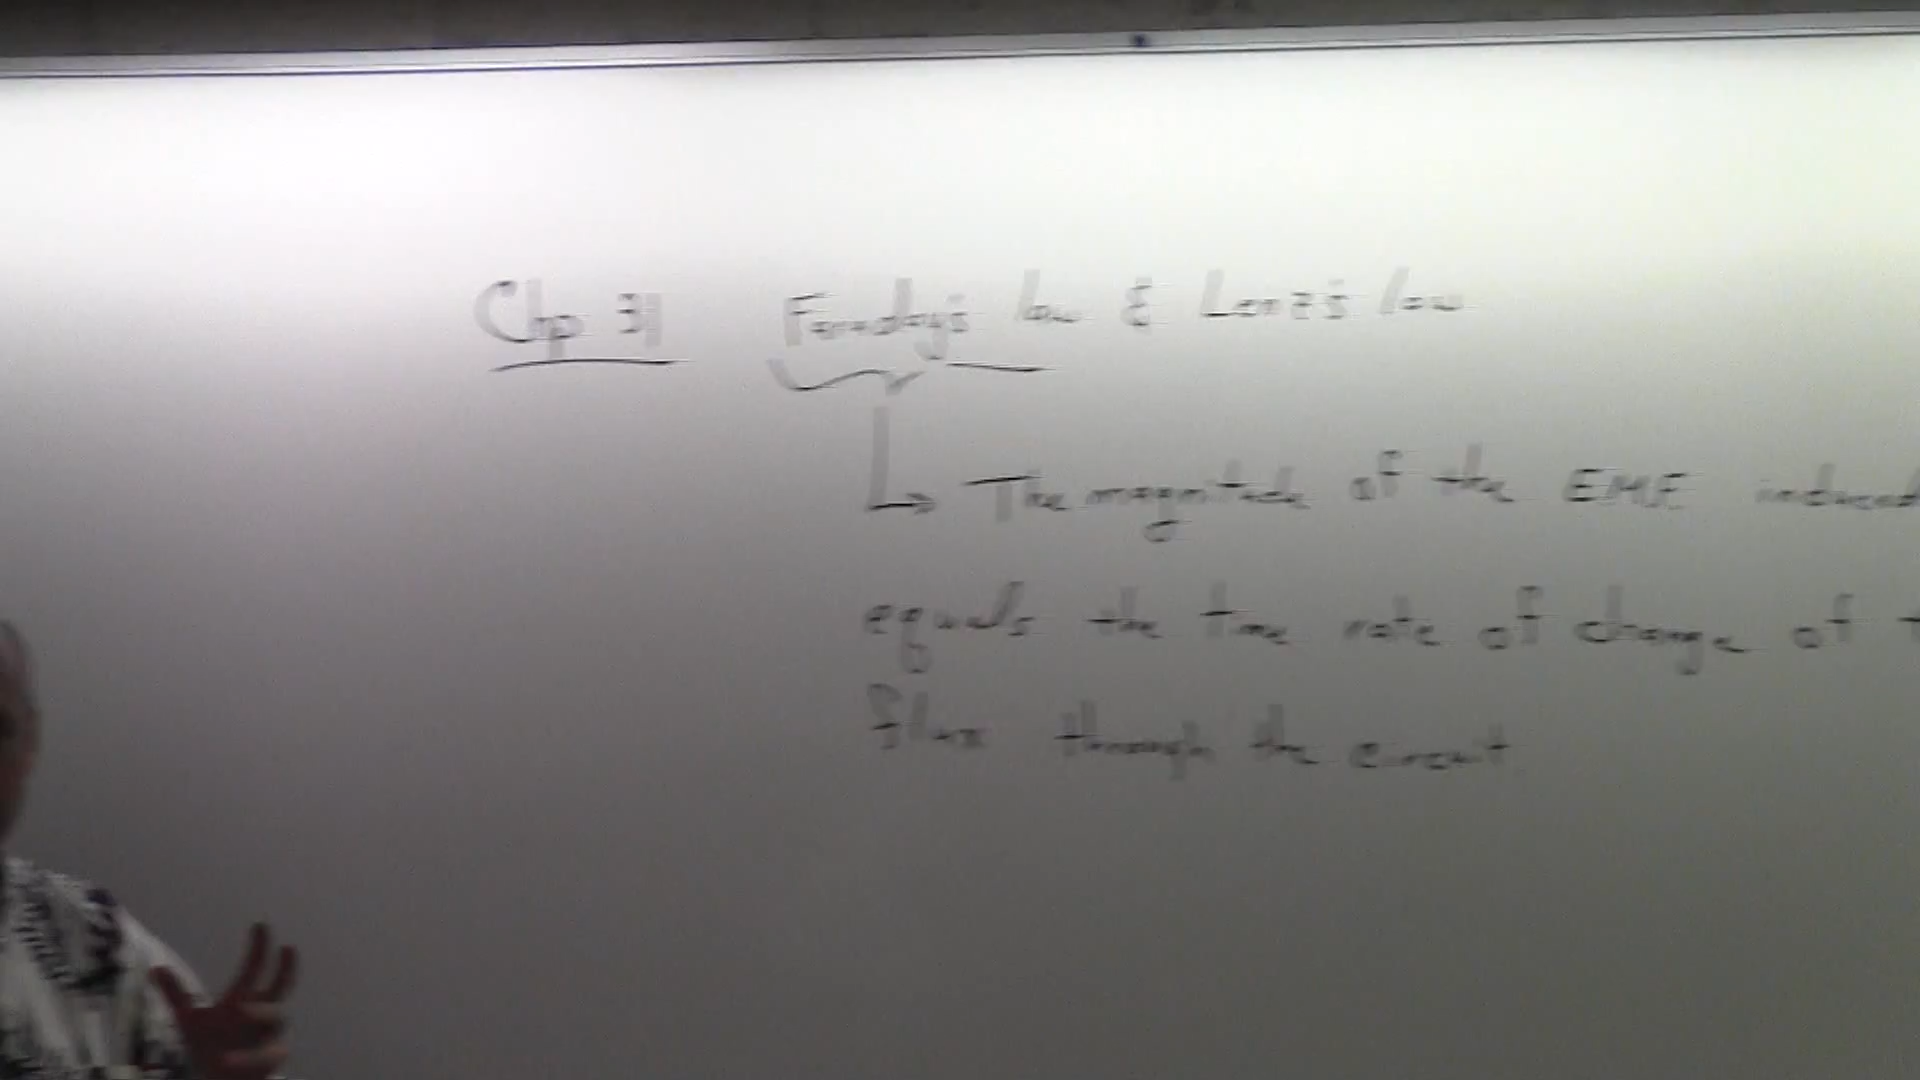 Chp 31 Faraday's law & Lenz's law
↳ The magnitude of the EMF induced
equals the time rate of change of t
flux through the circuit